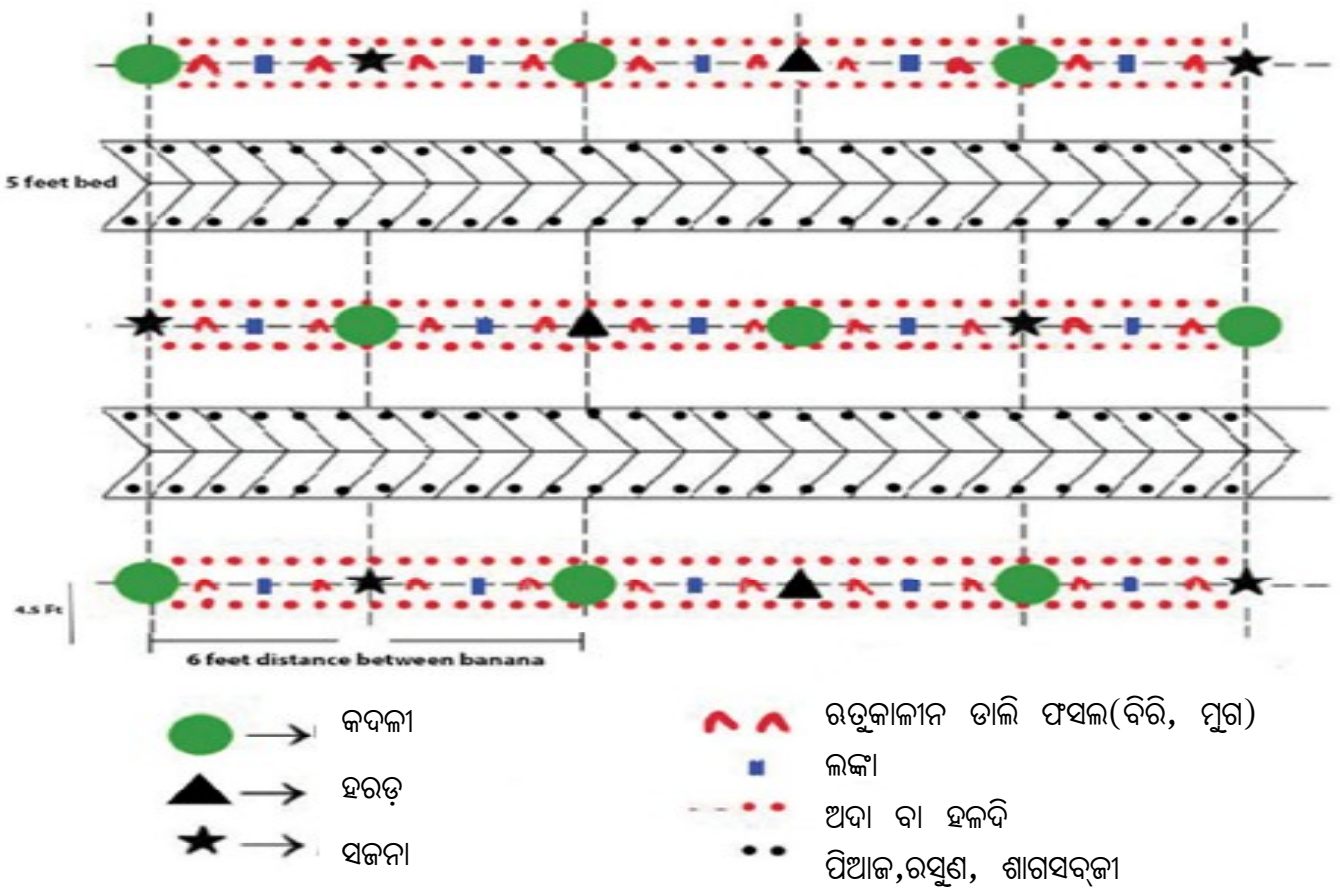 5 feet bed
4.5 Ft
6 feet distance between banana
କଦଳୀ
ହରଡ଼
ସଜନା
ଋତୁକାଳୀନ ଡାଲି ଫସଲ(ବିରି, ମୁଗ)
ଲଙ୍କା
ଅଦା ବା ହଳଦି
ପିଆଜ,ରସୁଣ, ଶାଗସବ୍‌ଜୀ